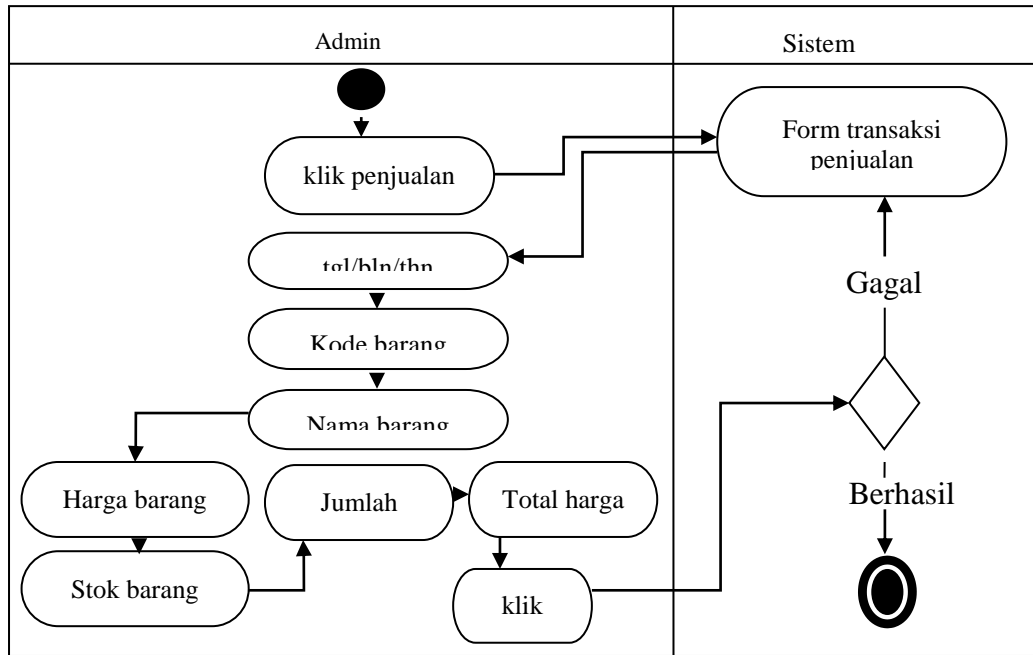 Admin
Sistem
klik penjualan
Form transaksi
penjualan
tgl/bln/thn
Kode barang
Nama barang
Harga barang
Stok barang
Jumlah
Total harga
klik
Gagal
Berhasil